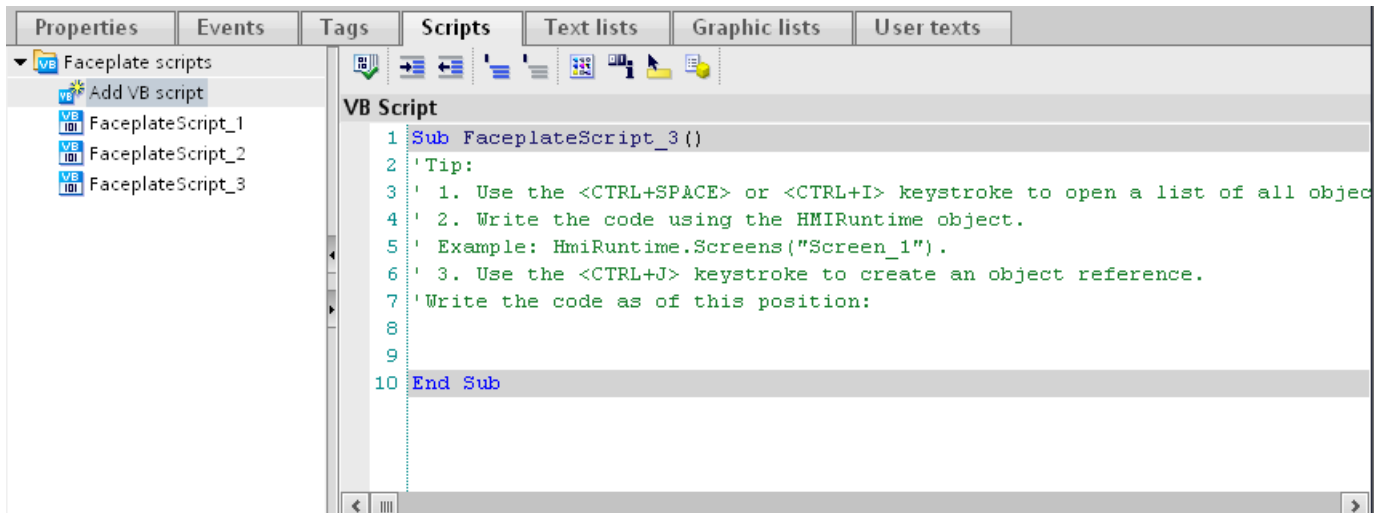 Properties Events Tags Scripts Text lists Graphic lists User texts
Faceplate scripts
Add VB script
FaceplateScript_1
FaceplateScript_2
FaceplateScript_3
VB Script
1 Sub FaceplateScript_3()
2 'Tip:
3 ' 1. Use the <CTRL+SPACE> or <CTRL+I> keystroke to open a list of all objec
4 ' 2. Write the code using the HMIRuntime object.
5 ' Example: HmiRuntime.Screens("Screen_1").
6 ' 3. Use the <CTRL+J> keystroke to create an object reference.
7 'Write the code as of this position:
8
9
10 End Sub